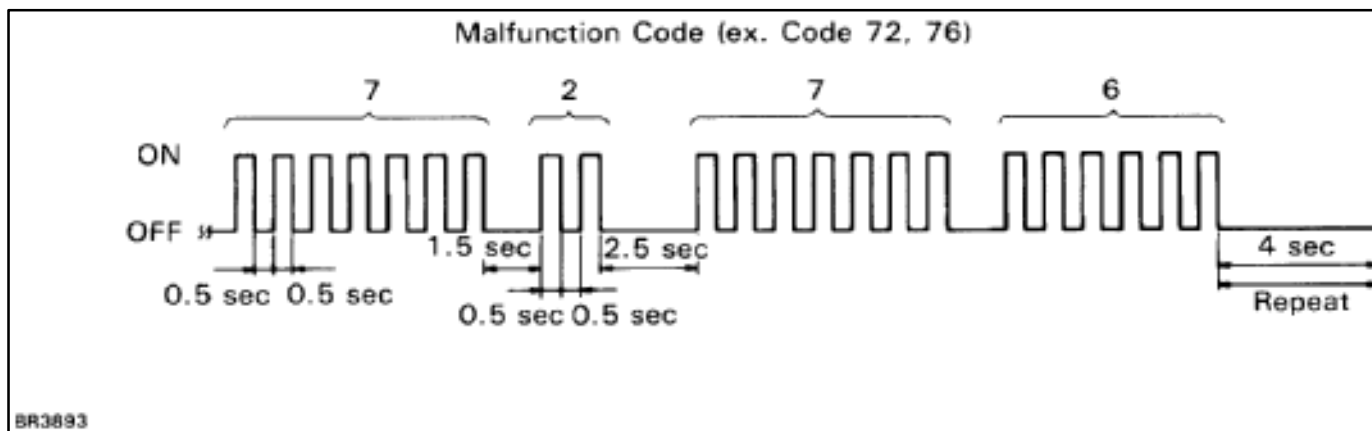 Malfunction Code (ex. Code 72, 76)
7 2 7 6
ON
OFF
1.5 sec 2.5 sec 4 sec
0.5 sec 0.5 sec 0.5 sec 0.5 sec Repeat
BR3893